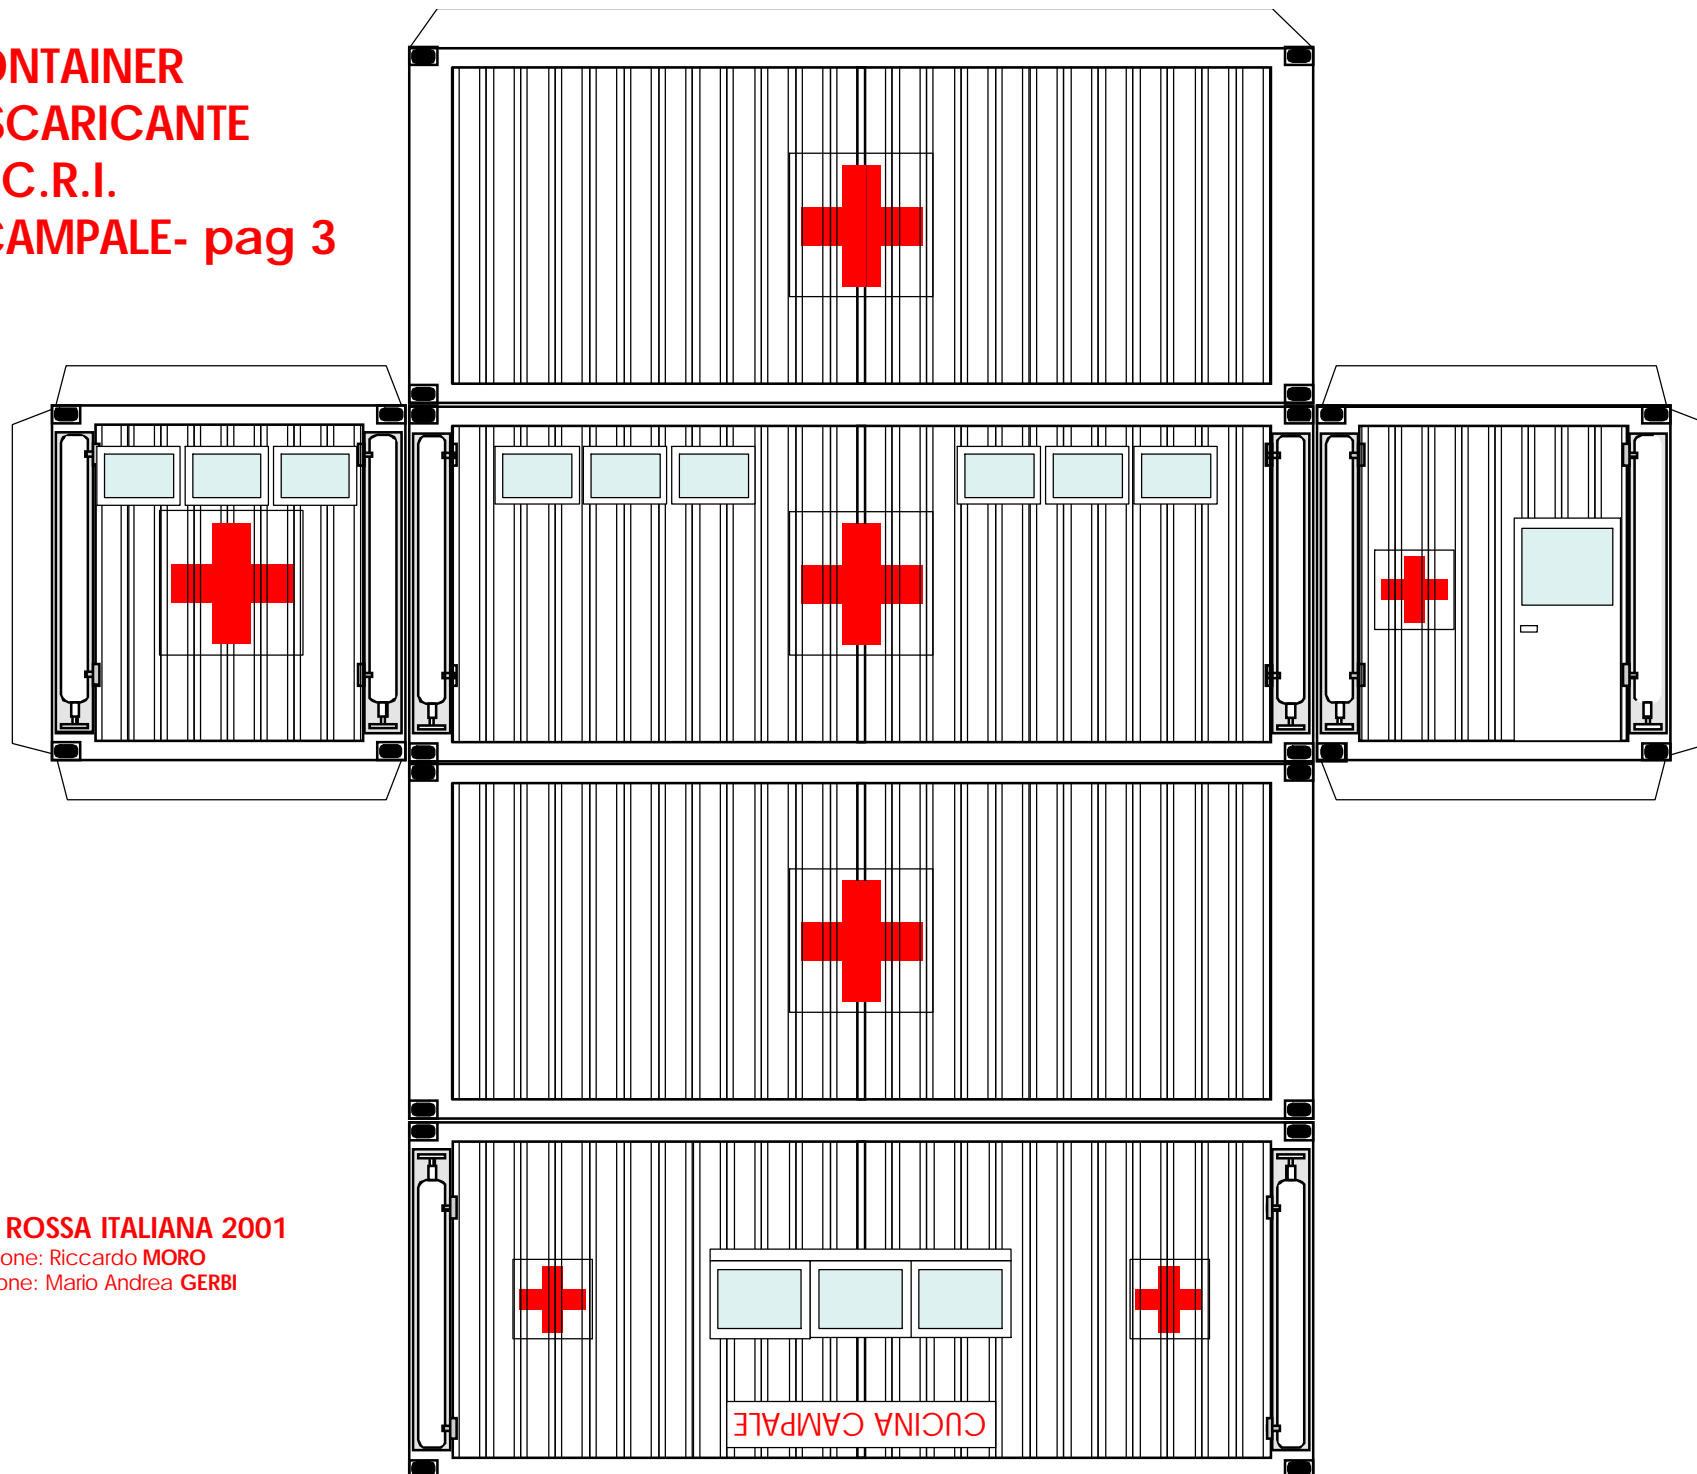 ONTAINER
SCARICANTE
C.R.I.
CAMPALE- pag 3
ROSSA ITALIANA 2001
one: Riccardo MORO
one: Mario Andrea GERBI
CUCINA CAMPALE